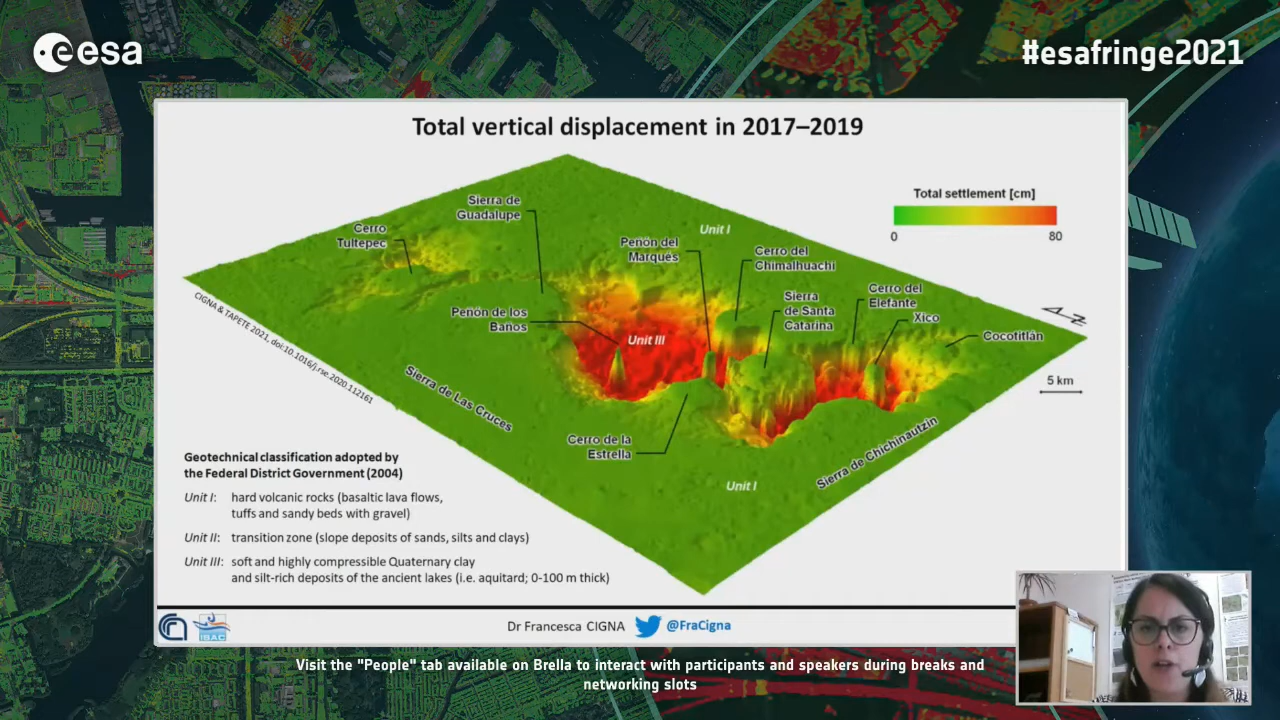 esa
#esafringe2021
Total vertical displacement in 2017–2019
Total settlement [cm]
0
80
Sierra de
Guadalupe
Cerro
Tultepec
Unit I
Peñón del
Marqués
Cerro del
Chimalhuachi
Cerro del
Elefante
Sierra
de Santa
Catarina
Xico
Cocotitlán
N
Peñón de los
Baños
Unit III
5 km
CIGNA & TAPETE 2021, doi:10.1016/j.rse.2020.112161
Sierra de Las Cruces
Cerro de la
Estrella
Sierra de Chichinautzin
Unit I
Geotechnical classification adopted by
the Federal District Government (2004)
Unit I: hard volcanic rocks (basaltic lava flows,
tuffs and sandy beds with gravel)
Unit II: transition zone (slope deposits of sands, silts and clays)
Unit III: soft and highly compressible Quaternary clay
and silt-rich deposits of the ancient lakes (i.e. aquitard; 0-100 m thick)
ISAC
Dr Francesca CIGNA @FraCigna
Visit the "People" tab available on Brella to interact with participants and speakers during breaks and
networking slots